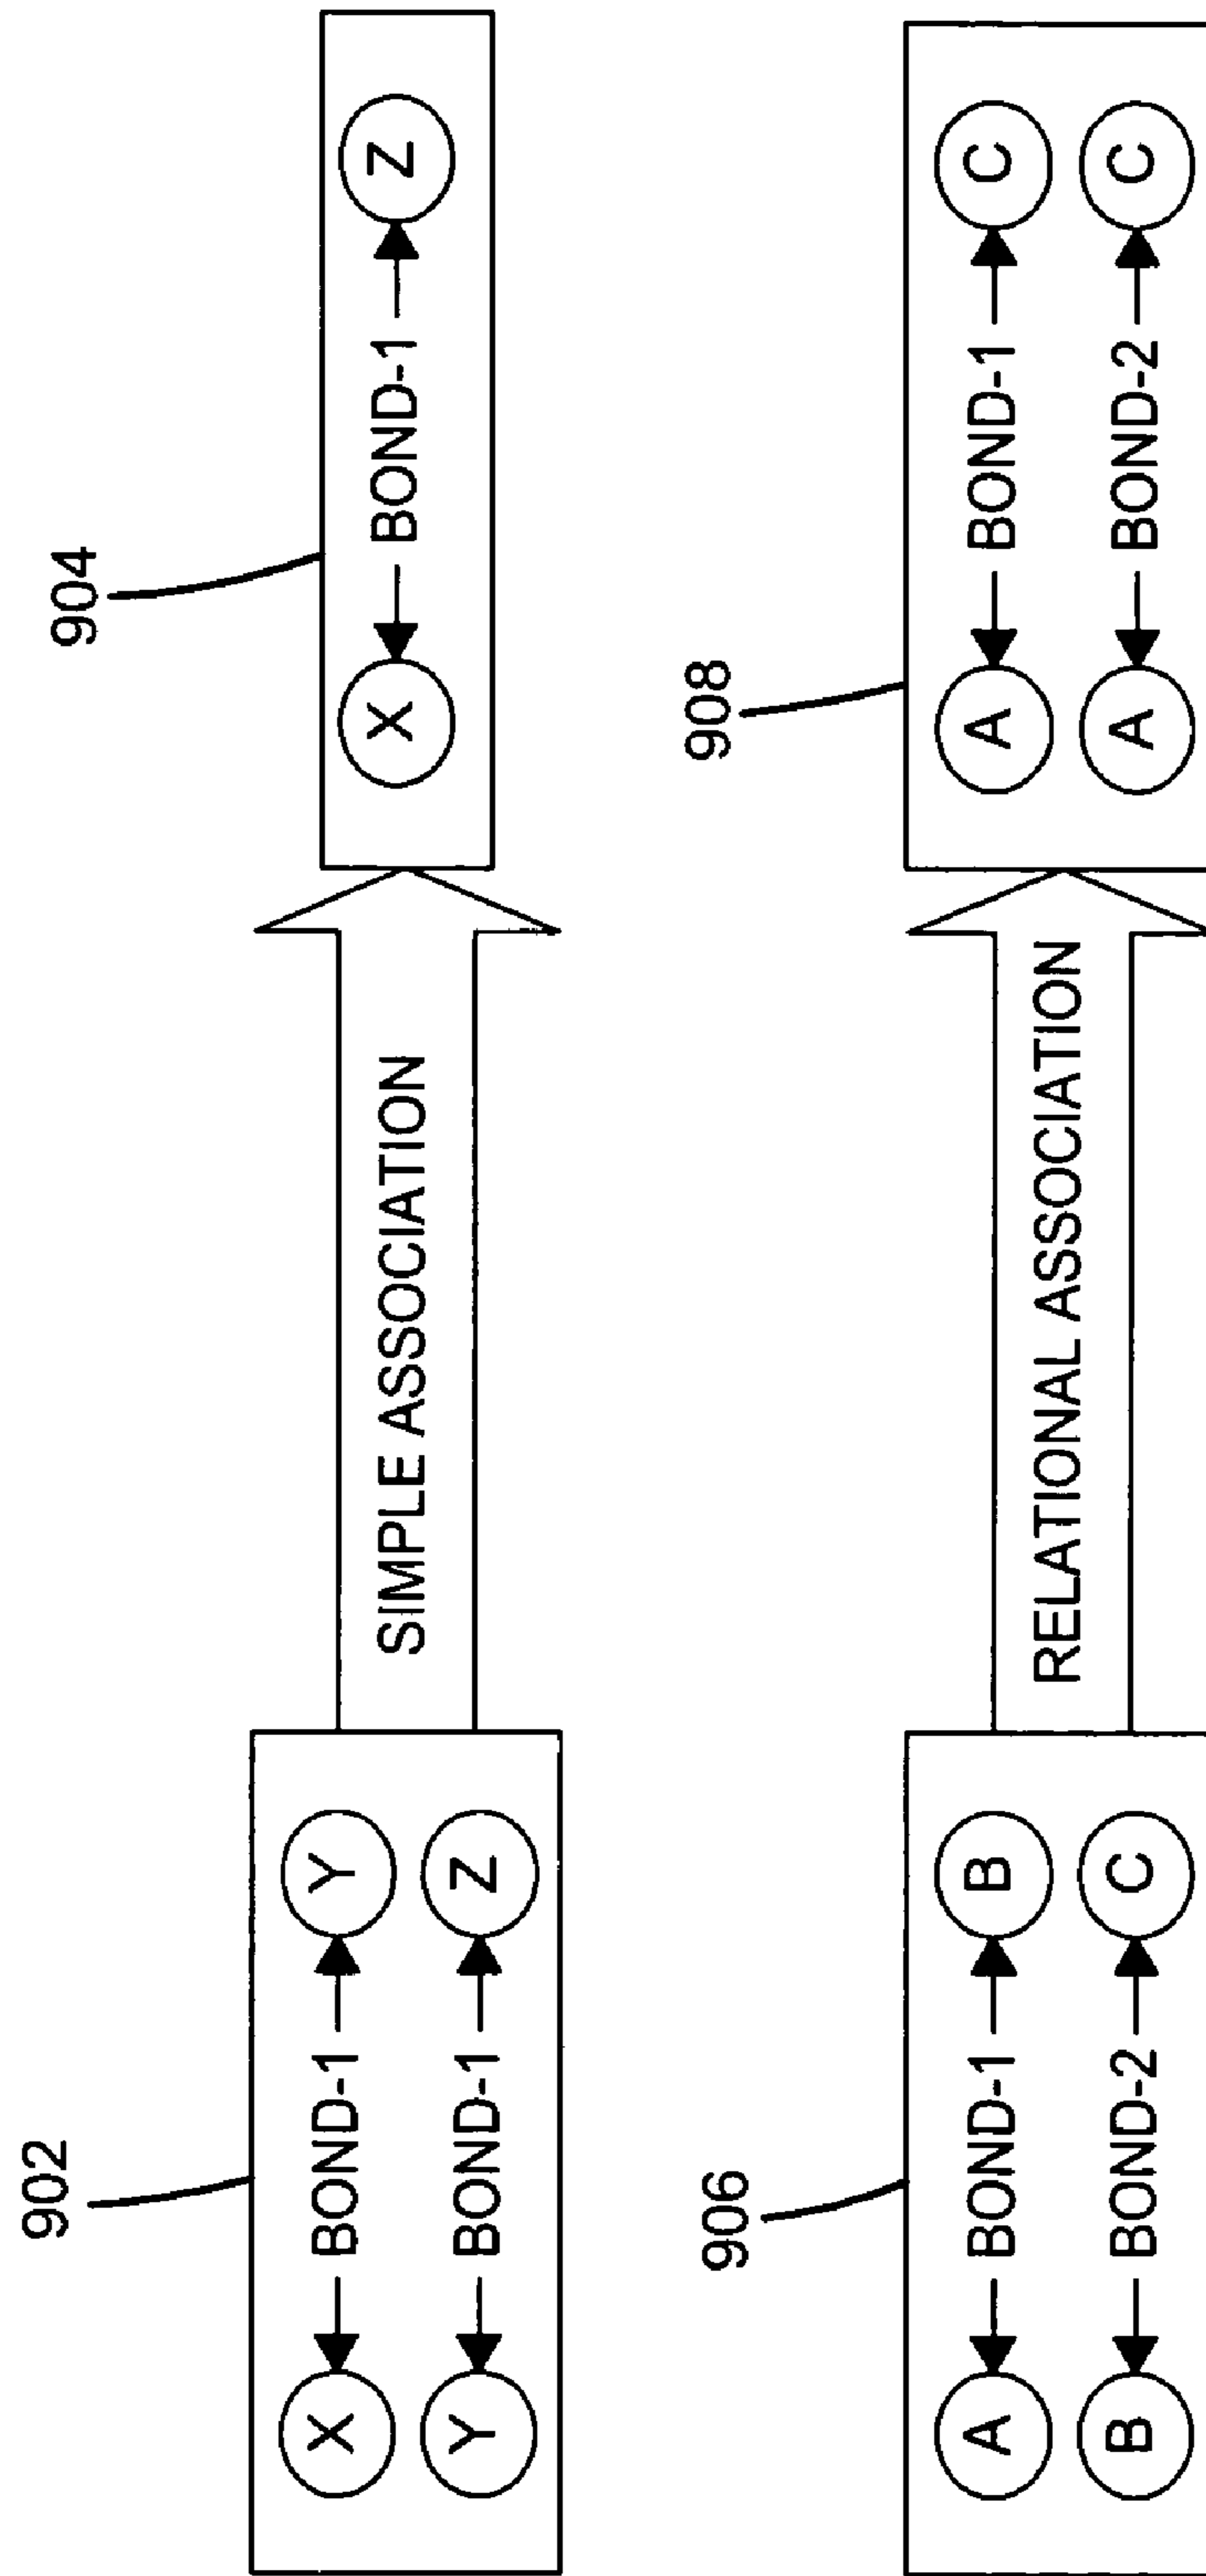 902
904
X BOND-1 Y
Y BOND-1 Z
SIMPLE ASSOCIATION
X BOND-1 Z
906
908
A BOND-1 B
B BOND-2 C
RELATIONAL ASSOCIATION
A BOND-1 C
A BOND-2 C